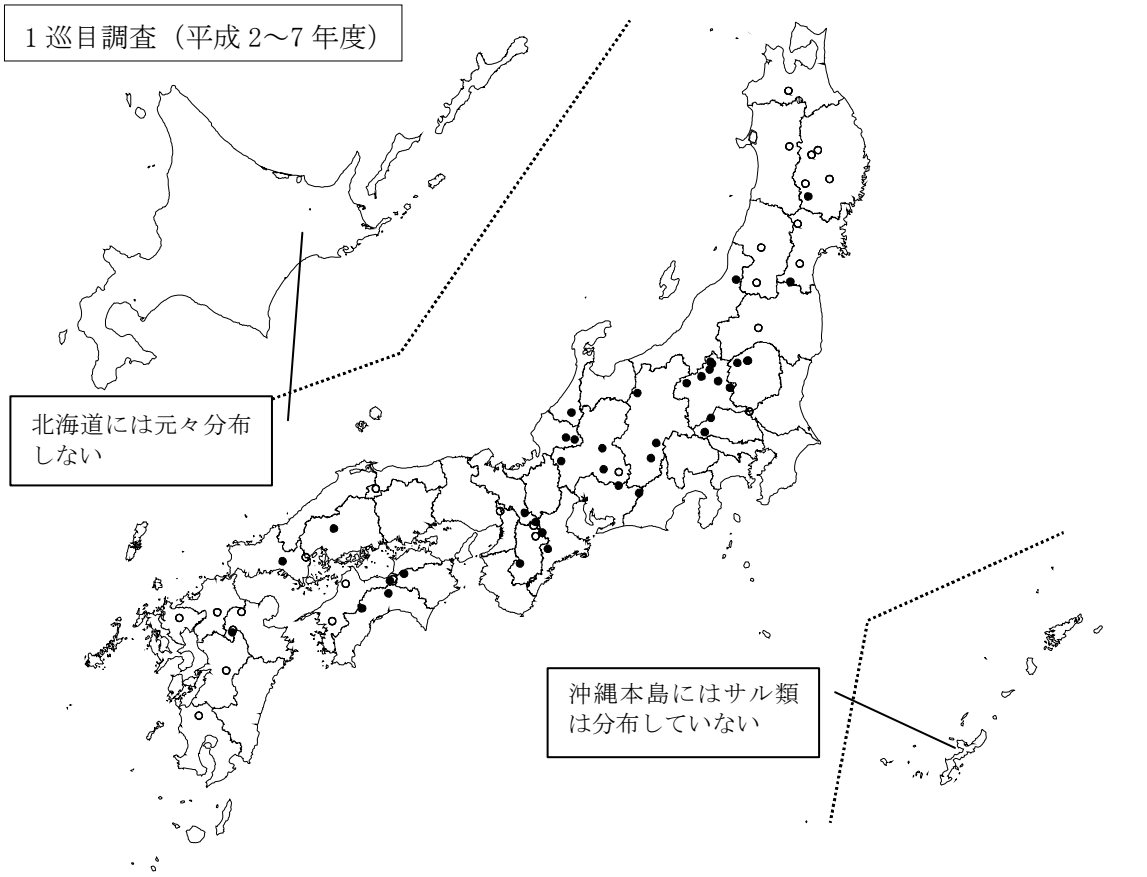 1巡目調査（平成2～7年度）
北海道には元々分布
しない
沖縄本島にはサル類
は分布していない